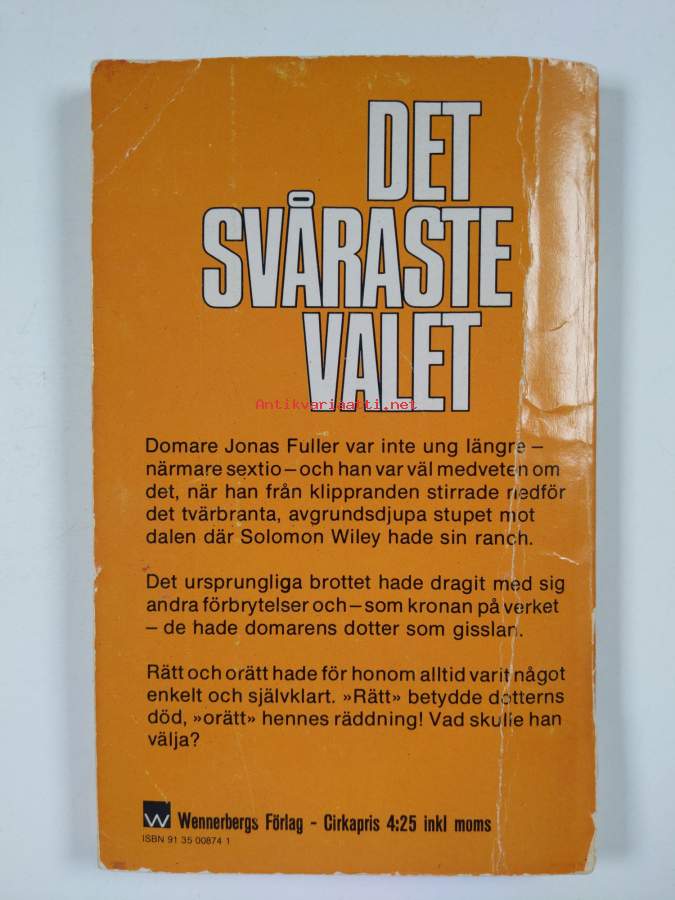 DET
SVÅRASTE
VALET
Antikvariaatti.net
Domare Jonas Fuller var inte ung längre –
närmare sextio – och han var väl medveten om
det, när han från klippranden stirrade nedför
det tvärbranta, avgrundsdjupa stupet mot
dalen där Solomon Wiley hade sin ranch.
Det ursprungliga brottet hade dragit med sig
andra förbrytelser och – som kronan på verket
– de hade domarens dotter som gisslan.
Rätt och orätt hade för honom alltid varit något
enkelt och självklart. »Rätt» betydde dotterns
död, »orätt» hennes räddning! Vad skulle han
välja?
W Wennerbergs Förlag - Cirkapris 4:25 inkl moms
ISBN 91 35 00874 1